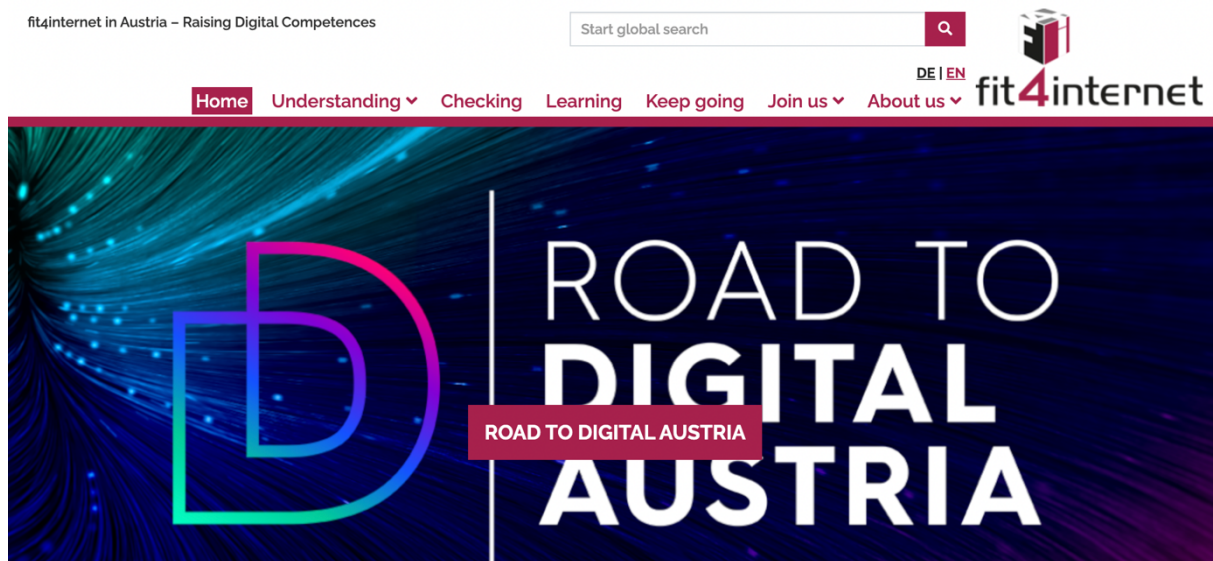 fit4internet in Austria – Raising Digital Competences
Start global search
DE | EN
fit4internet
Home Understanding Checking Learning Keep going Join us About us
ROAD TO
DIGITAL
ROAD TO DIGITAL AUSTRIA
AUSTRIA